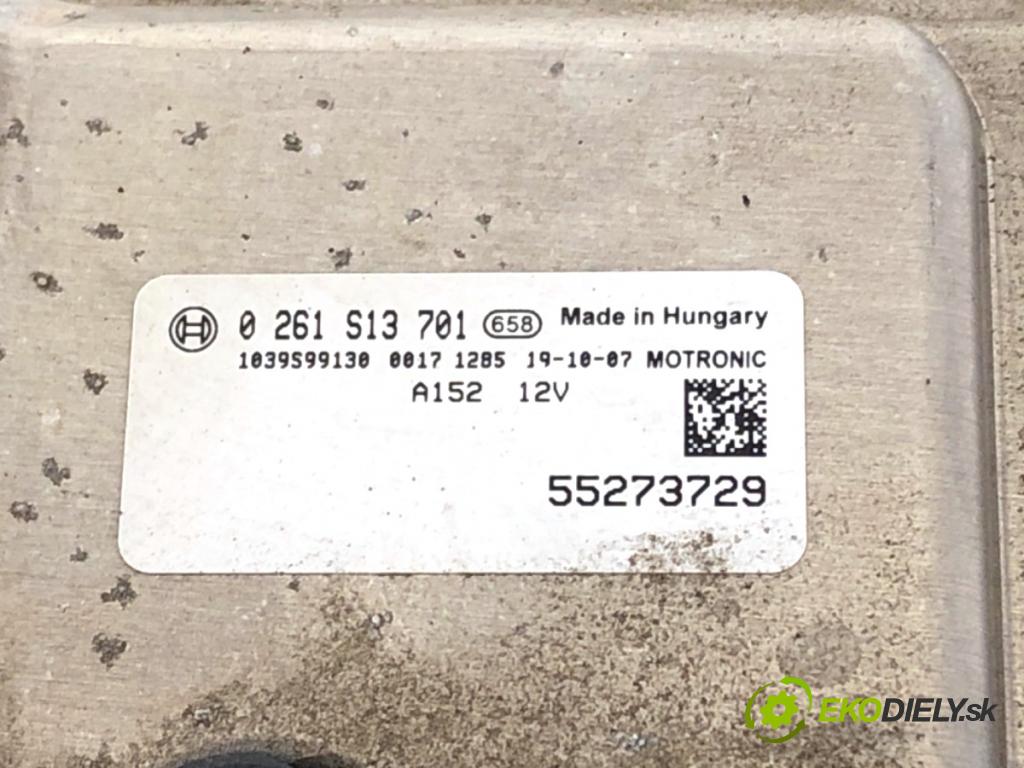 0 261 S13 701 658 Made in Hungary
1039S99130 0017 1285 19-10-07 MOTRONIC
A152 12V
55273729
EKODIELY.sk